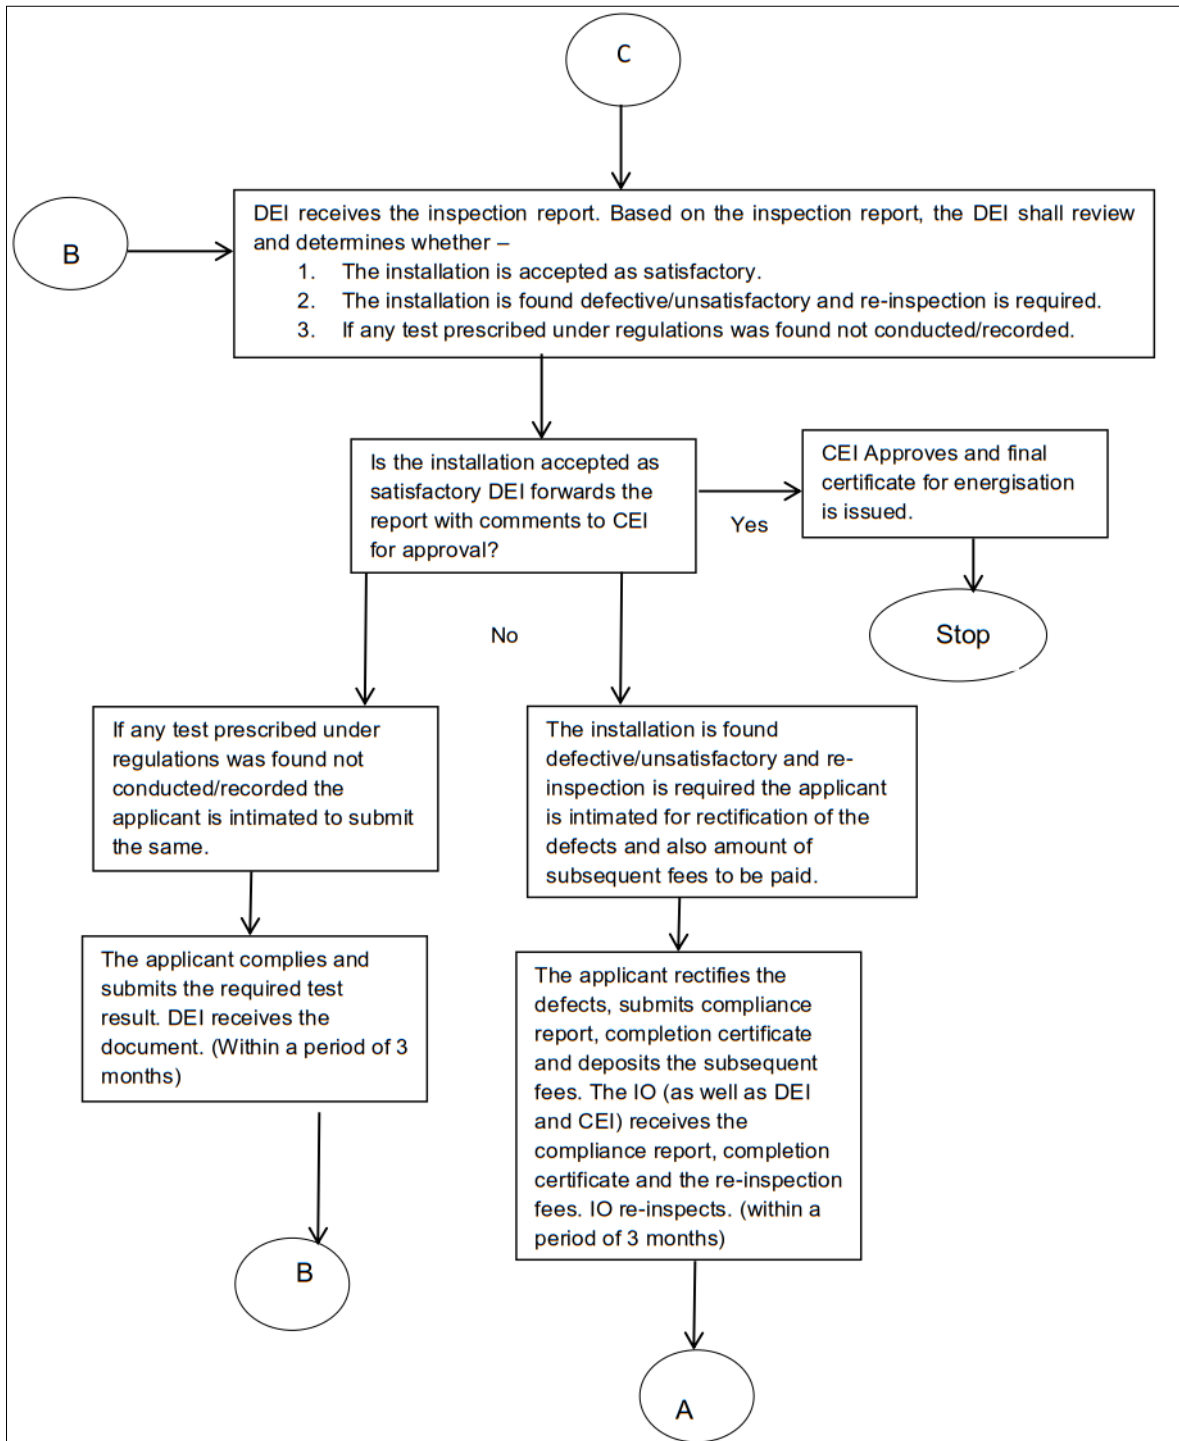 C
B
DEI receives the inspection report. Based on the inspection report, the DEI shall review
and determines whether –
1. The installation is accepted as satisfactory.
2. The installation is found defective/unsatisfactory and re-inspection is required.
3. If any test prescribed under regulations was found not conducted/recorded.
Is the installation accepted as
satisfactory DEI forwards the
report with comments to CEI
for approval?
Yes
CEI Approves and final
certificate for energisation
is issued.
Stop
No
If any test prescribed under
regulations was found not
conducted/recorded the
applicant is intimated to submit
the same.
The installation is found
defective/unsatisfactory and re-
inspection is required the applicant
is intimated for rectification of the
defects and also amount of
subsequent fees to be paid.
The applicant complies and
submits the required test
result. DEI receives the
document. (Within a period of 3
months)
The applicant rectifies the
defects, submits compliance
report, completion certificate
and deposits the subsequent
fees. The IO (as well as DEI
and CEI) receives the
compliance report, completion
certificate and the re-inspection
fees. IO re-inspects. (within a
period of 3 months)
B
A